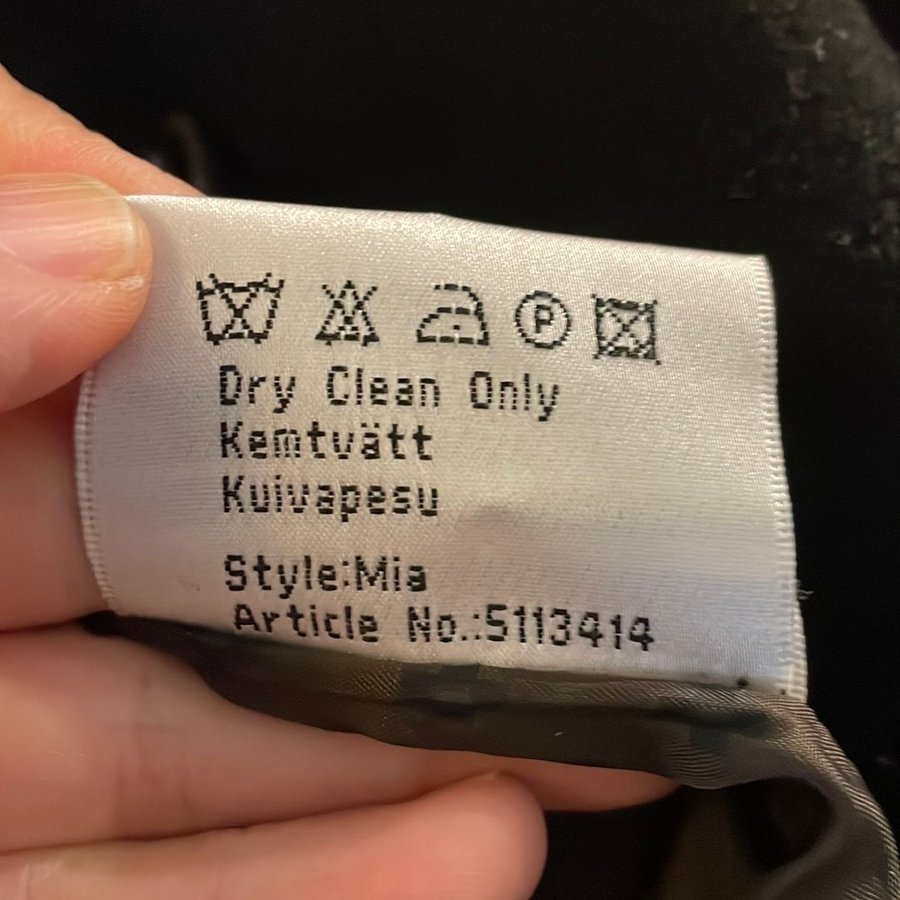 P
Dry Clean Only
Kemtvätt
Kuivapesu
Style:Mia
Article No.:5113414